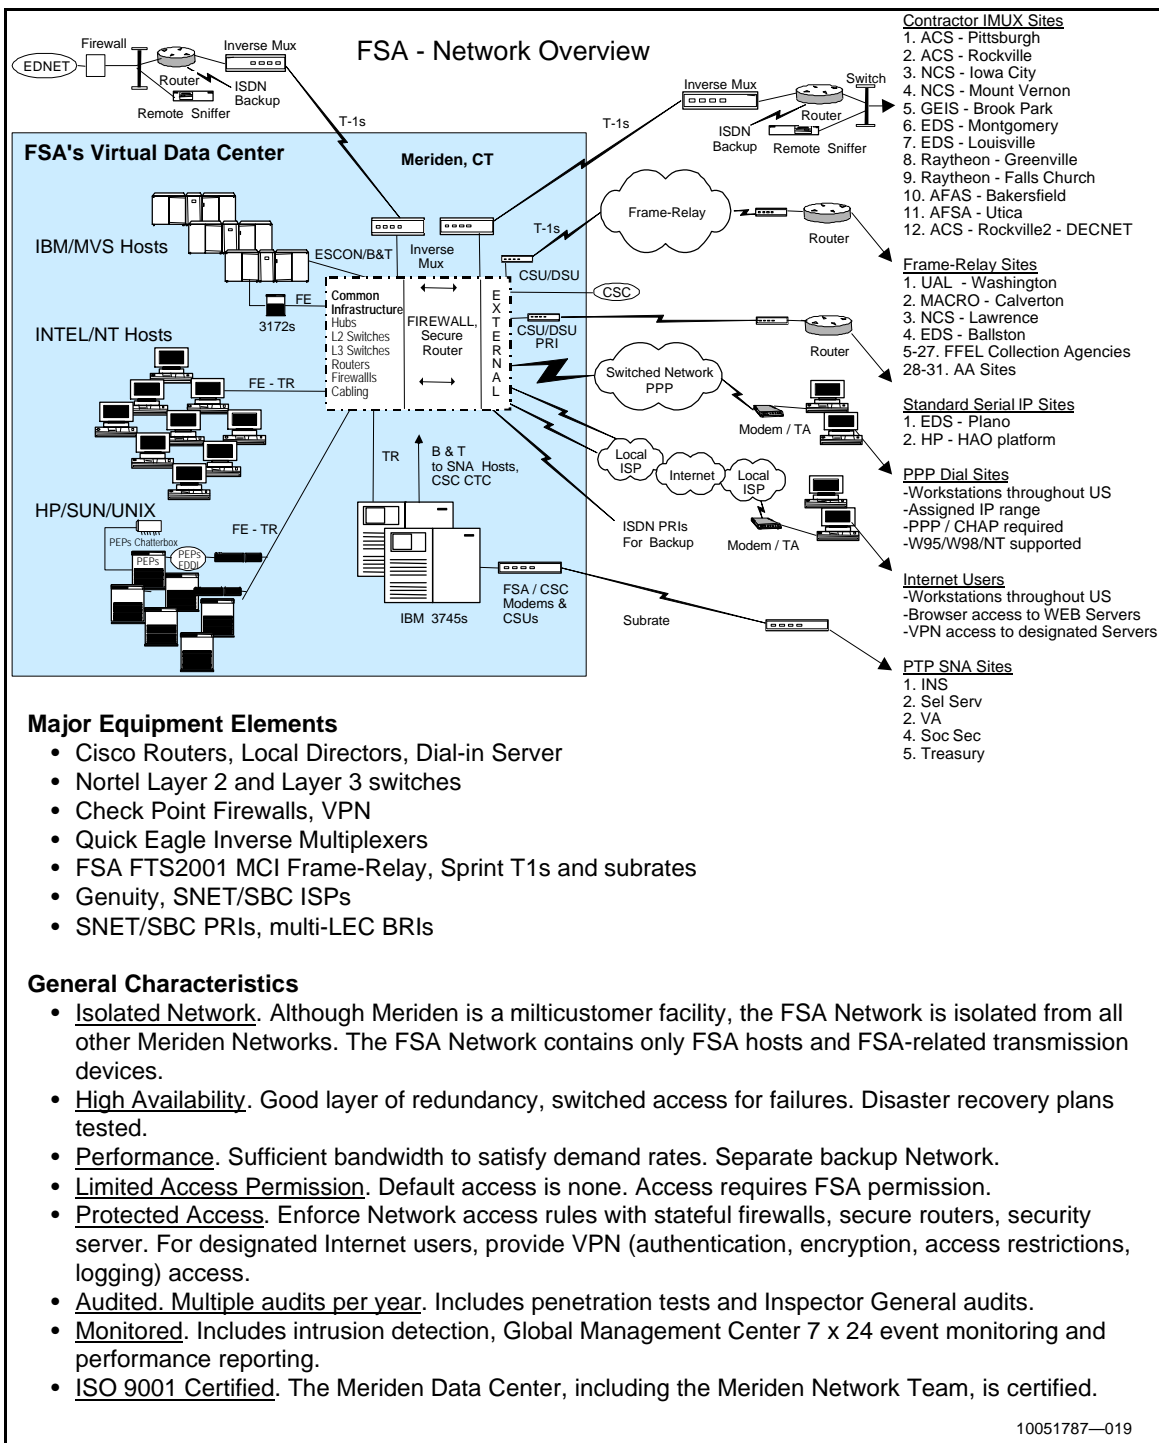 FSA - Network Overview
EDNET
Firewall
Router
Remote Sniffer
ISDN
Backup
Inverse Mux
T-1s
Inverse Mux
T-1s
ISDN
Backup
Router
Remote Sniffer
Switch
FSA's Virtual Data Center
Meriden, CT
IBM/MVS Hosts
ESCON/B&T
Inverse
Mux
FE
3172s
INTEL/NT Hosts
FE - TR
HP/SUN/UNIX
PEPs Chatterbox
PEPs
PEPs
FDDI
FE - TR
Common
Infrastructure
Hubs
L2 Switches
L3 Switches
Routers
Firewallls
Cabling
FIREWALL,
Secure
Router
EXTERNAL
TR
B & T
to SNA Hosts,
CSC CTC
IBM 3745s
FSA / CSC
Modems &
CSUs
T-1s
CSU/DSU
CSC
CSU/DSU
PRI
Frame-Relay
Router
Router
Switched Network
PPP
Modem / TA
Local
ISP
Internet
Local
ISP
Modem / TA
ISDN PRIs
For Backup
Subrate
Contractor IMUX Sites
1. ACS - Pittsburgh
2. ACS - Rockville
3. NCS - Iowa City
4. NCS - Mount Vernon
5. GEIS - Brook Park
6. EDS - Montgomery
7. EDS - Louisville
8. Raytheon - Greenville
9. Raytheon - Falls Church
10. AFAS - Bakersfield
11. AFSA - Utica
12. ACS - Rockville2 - DECNET
Frame-Relay Sites
1. UAL - Washington
2. MACRO - Calverton
3. NCS - Lawrence
4. EDS - Ballston
5-27. FFEL Collection Agencies
28-31. AA Sites
Standard Serial IP Sites
1. EDS - Plano
2. HP - HAO platform
PPP Dial Sites
-Workstations throughout US
-Assigned IP range
-PPP / CHAP required
-W95/W98/NT supported
Internet Users
-Workstations throughout US
-Browser access to WEB Servers
-VPN access to designated Servers
PTP SNA Sites
1. INS
2. Sel Serv
2. VA
4. Soc Sec
5. Treasury
Major Equipment Elements
• Cisco Routers, Local Directors, Dial-in Server
• Nortel Layer 2 and Layer 3 switches
• Check Point Firewalls, VPN
• Quick Eagle Inverse Multiplexers
• FSA FTS2001 MCI Frame-Relay, Sprint T1s and subrates
• Genuity, SNET/SBC ISPs
• SNET/SBC PRIs, multi-LEC BRIs
General Characteristics
• Isolated Network. Although Meriden is a milticustomer facility, the FSA Network is isolated from all
other Meriden Networks. The FSA Network contains only FSA hosts and FSA-related transmission
devices.
• High Availability. Good layer of redundancy, switched access for failures. Disaster recovery plans
tested.
• Performance. Sufficient bandwidth to satisfy demand rates. Separate backup Network.
• Limited Access Permission. Default access is none. Access requires FSA permission.
• Protected Access. Enforce Network access rules with stateful firewalls, secure routers, security
server. For designated Internet users, provide VPN (authentication, encryption, access restrictions,
logging) access.
• Audited. Multiple audits per year. Includes penetration tests and Inspector General audits.
• Monitored. Includes intrusion detection, Global Management Center 7 x 24 event monitoring and
performance reporting.
• ISO 9001 Certified. The Meriden Data Center, including the Meriden Network Team, is certified.
10051787—019